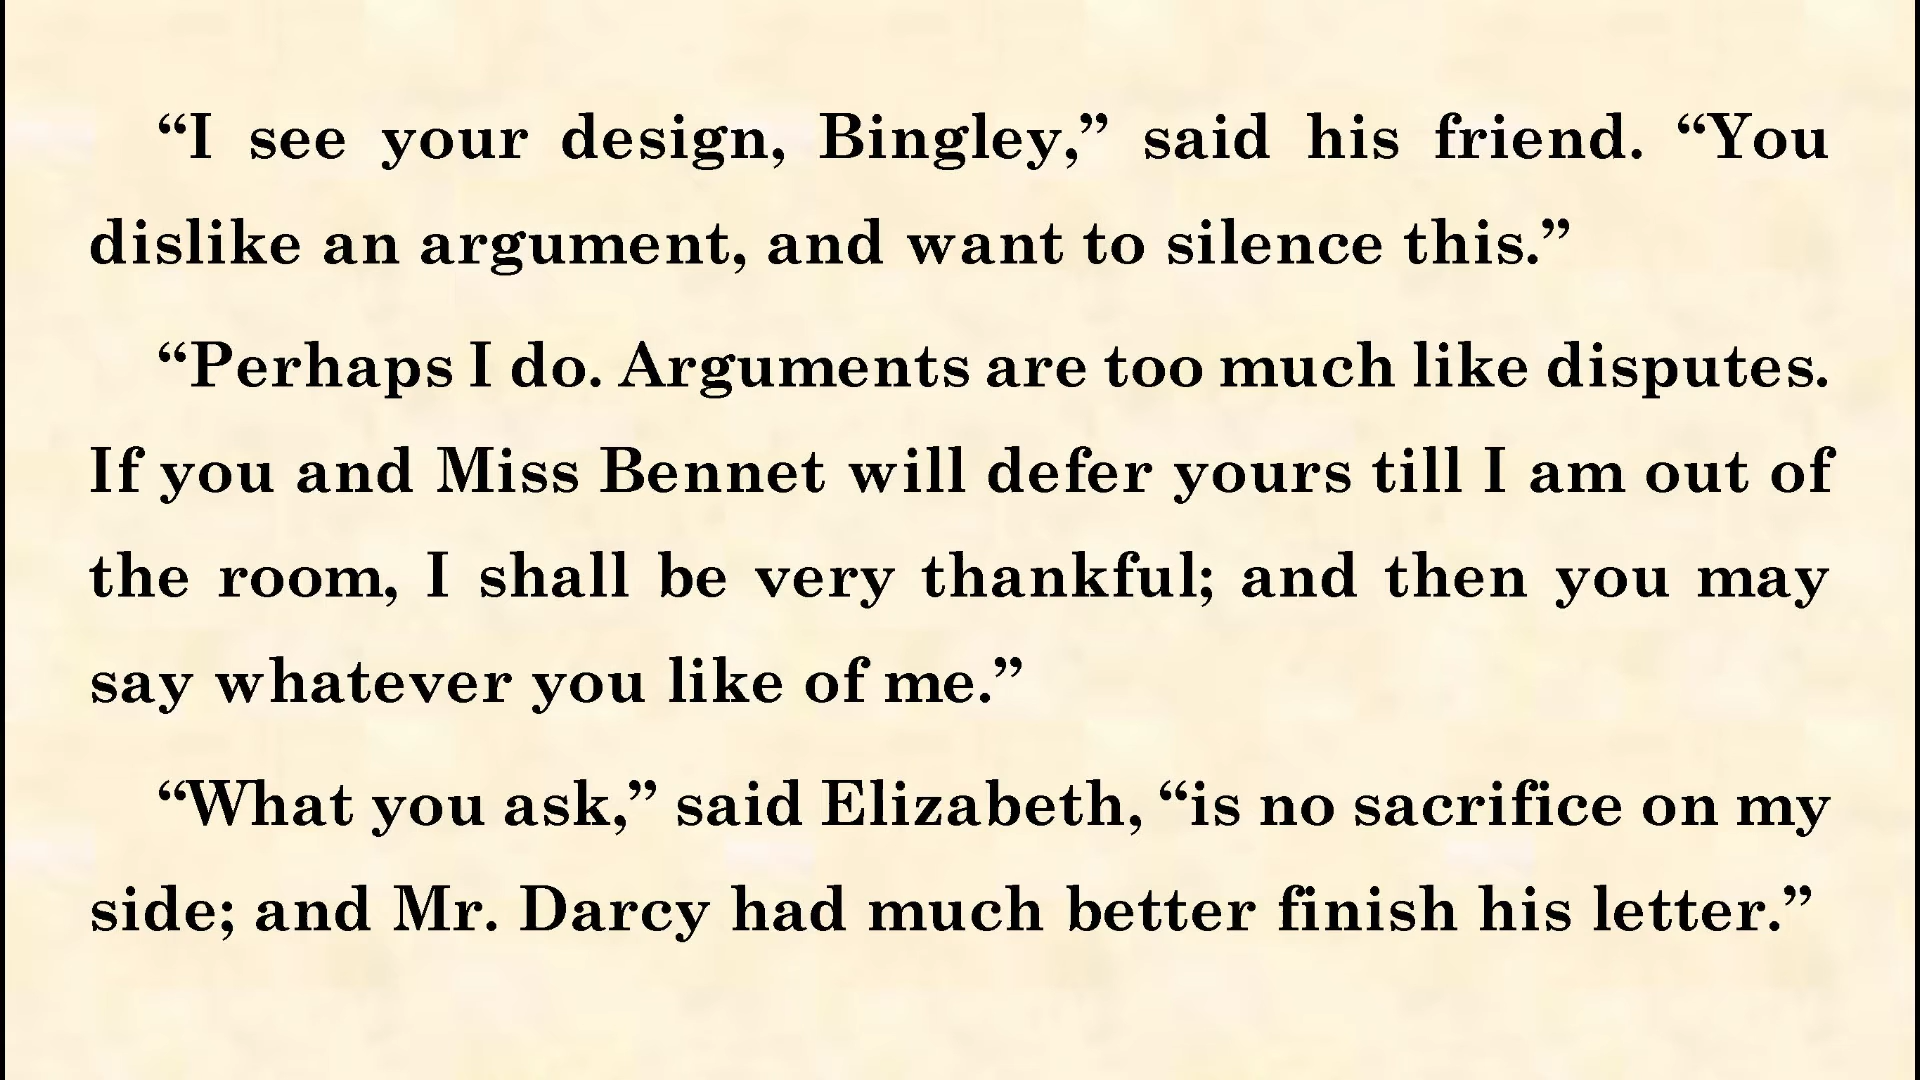 “I see your design, Bingley,” said his friend. “You
dislike an argument, and want to silence this.”
“Perhaps I do. Arguments are too much like disputes.
If you and Miss Bennet will defer yours till I am out of
the room, I shall be very thankful; and then you may
say whatever you like of me.”
“What you ask,” said Elizabeth, “is no sacrifice on my
side; and Mr. Darcy had much better finish his letter.”